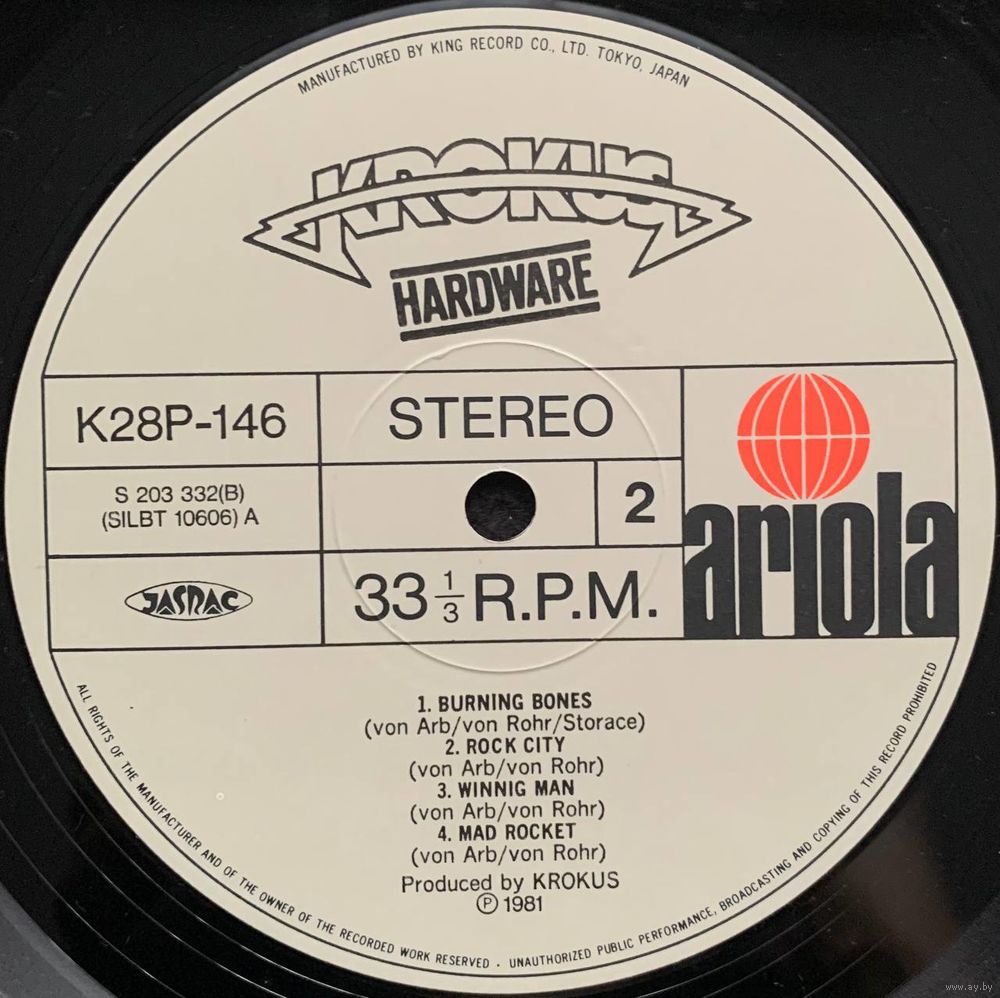 MANUFACTURED BY KING RECORD CO., LTD. TOKYO, JAPAN
KROKUS
HARDWARE
K28P-146
STEREO
S 203 332(B)
(SILBT 10606) A
2
ariola
JASRAC
33 1/3 R.P.M.
1. BURNING BONES
(von Arb/von Rohr/Storace)
2. ROCK CITY
(von Arb/von Rohr)
3. WINNIG MAN
(von Arb/von Rohr)
4. MAD ROCKET
(von Arb/von Rohr)
Produced by KROKUS
Ⓟ 1981
ALL RIGHTS OF THE MANUFACTURER AND OF THE OWNER OF THE RECORDED WORK RESERVED . UNAUTHORIZED PUBLIC PERFORMANCE, BROADCASTING AND COPYING OF THIS RECORD PROHIBITED
www.ay.by